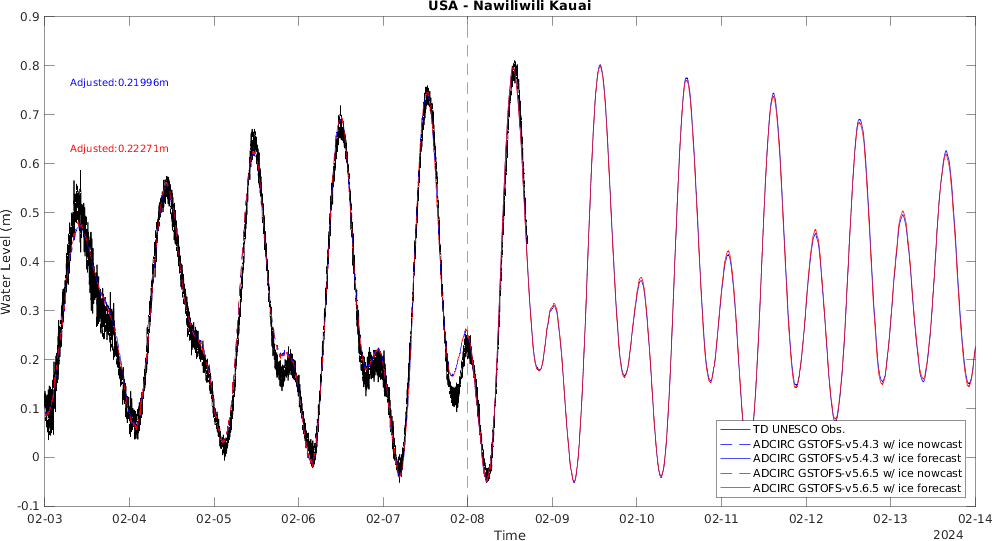 USA - Nawiliwili Kauai
0.9
0.8
0.7
0.6
0.5
0.4
0.3
0.2
0.1
0
-0.1
Water Level (m)
Adjusted:0.21996m
Adjusted:0.22271m
TD UNESCO Obs.
ADCIRC GSTOFS-v5.4.3 w/ ice nowcast
ADCIRC GSTOFS-v5.4.3 w/ ice forecast
ADCIRC GSTOFS-v5.6.5 w/ ice nowcast
ADCIRC GSTOFS-v5.6.5 w/ ice forecast
02-03 02-04 02-05 02-06 02-07 02-08 02-09 02-10 02-11 02-12 02-13 02-14
Time
2024